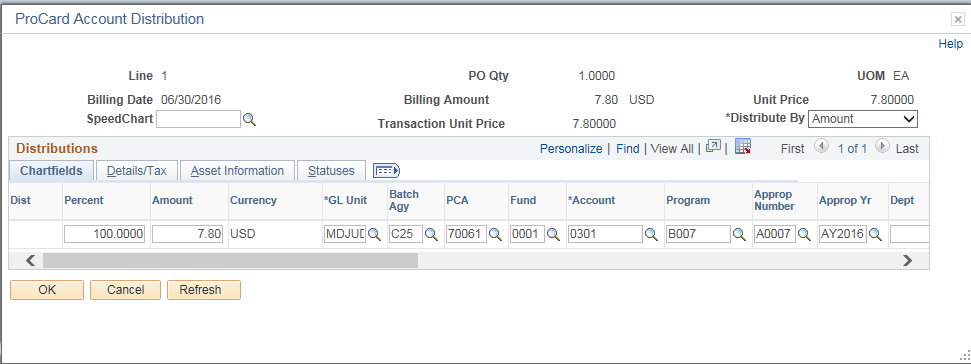 ProCard Account Distribution
Help
Line 1 PO Qty 1.0000 UOM EA
Billing Date 06/30/2016 Billing Amount 7.80 USD Unit Price 7.80000
SpeedChart Transaction Unit Price 7.80000 *Distribute By Amount
Distributions Personalize | Find | View All | | First 1 of 1 Last
Chartfields Details/Tax Asset Information Statuses
Dist Percent Amount Currency *GL Unit Batch Agy PCA Fund *Account Program Approp Number Approp Yr Dept
100.0000 7.80 USD MDJUD C25 70061 0001 0301 B007 A0007 AY2016
OK Cancel Refresh